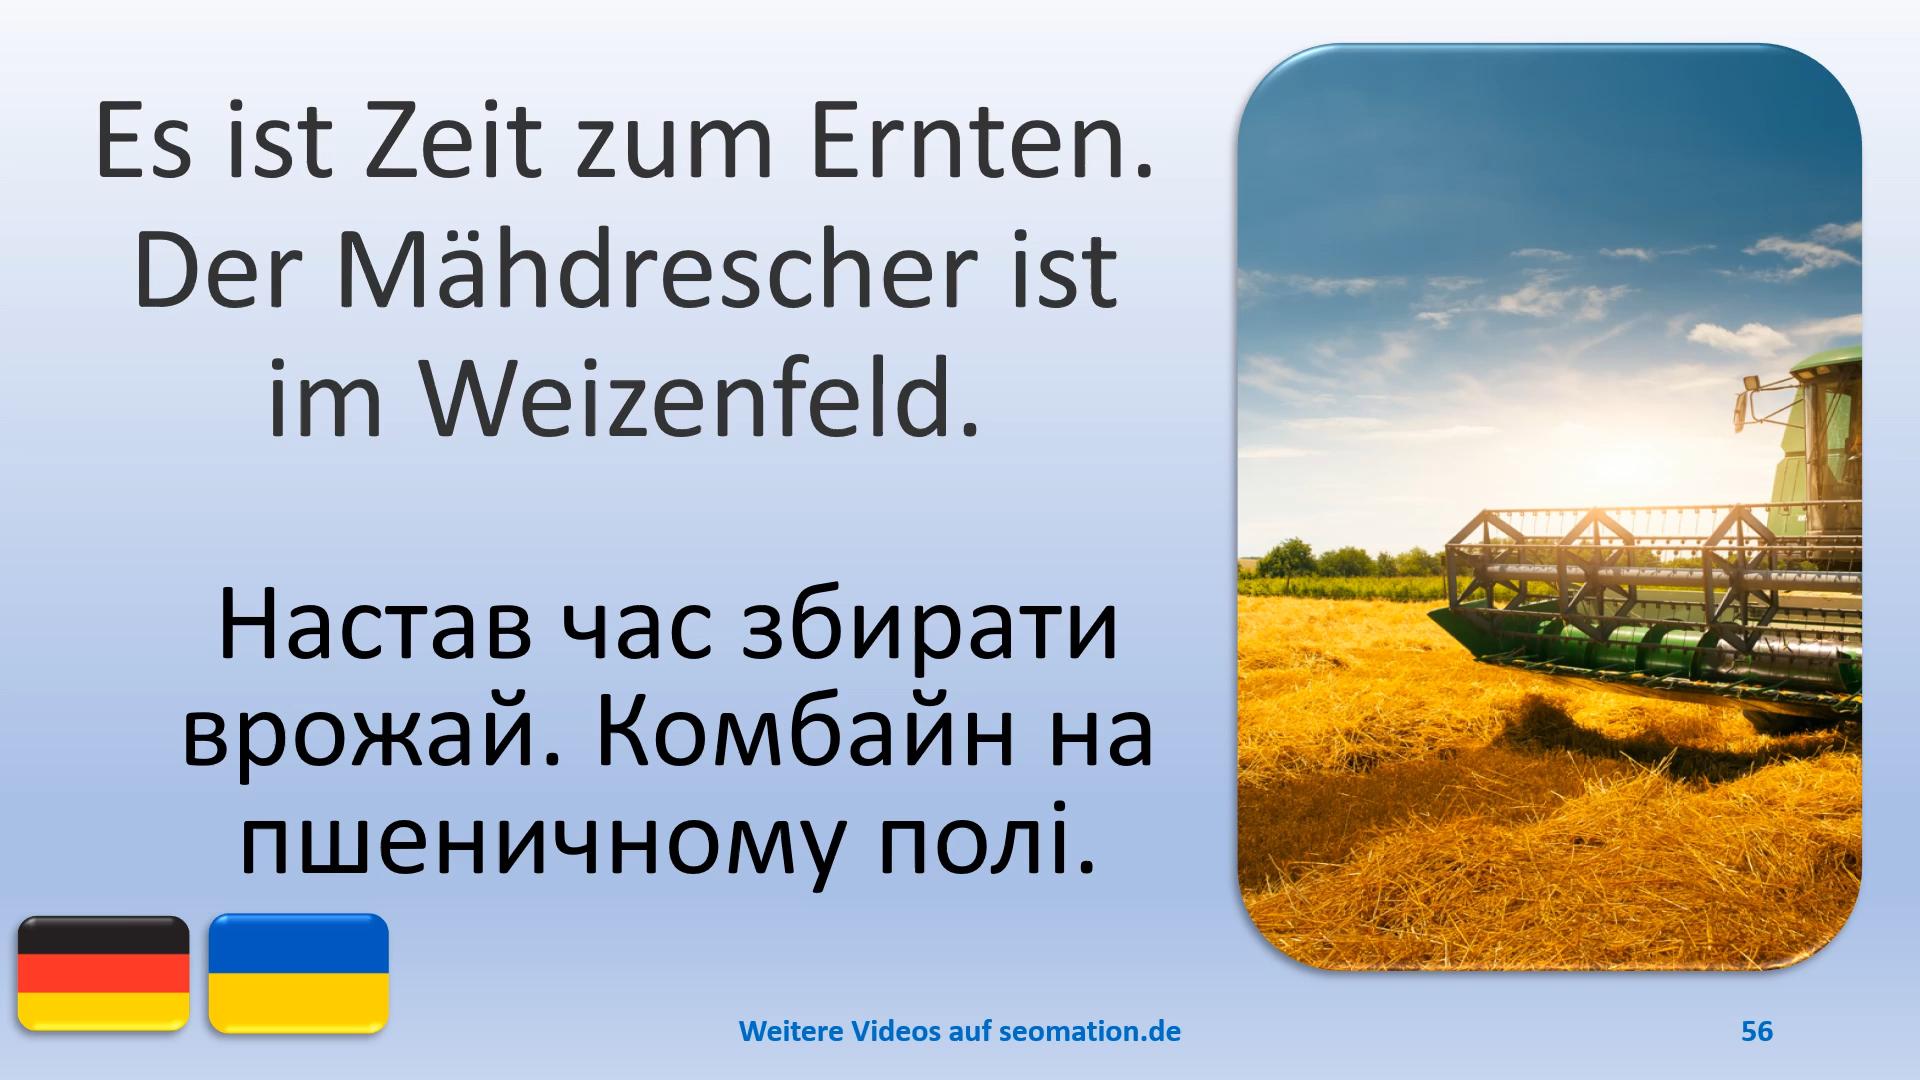 Es ist Zeit zum Ernten.
Der Mähdrescher ist
im Weizenfeld.
Настав час збирати
врожай. Комбайн на
пшеничному полі.
Weitere Videos auf seomation.de
56